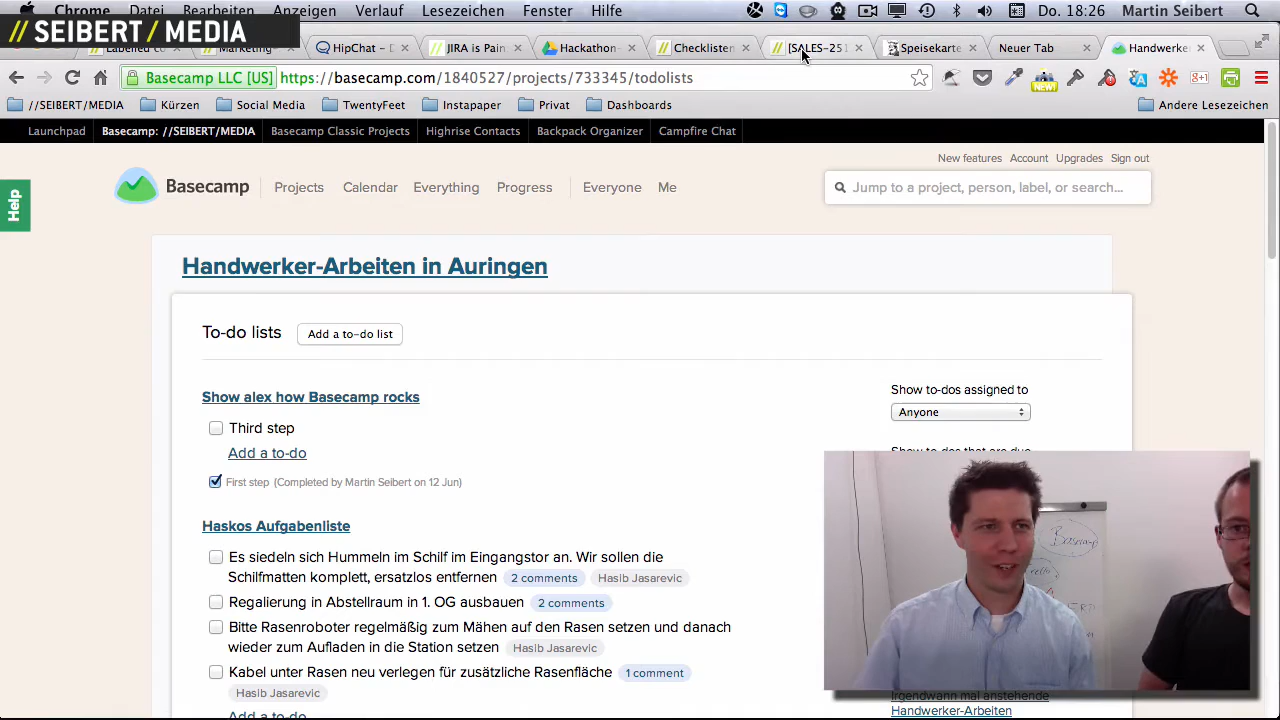 Chrome Datei Bearbeiten Anzeigen Verlauf Lesezeichen Fenster Hilfe Do. 18:26 Martin Seibert
// SEIBERT/MEDIA
HipChat – D JIRA is Pain Hackathon- Checklisten [SALES-251 Speisekarte Neuer Tab Handwerke
Basecamp LLC [US] https://basecamp.com/1840527/projects/733345/todolists
//SEIBERT/MEDIA Kürzen Social Media TwentyFeet Instapaper Privat Dashboards Andere Lesezeichen
Launchpad Basecamp: //SEIBERT/MEDIA Basecamp Classic Projects Highrise Contacts Backpack Organizer Campfire Chat
New features Account Upgrades Sign out
Basecamp Projects Calendar Everything Progress Everyone Me Jump to a project, person, label, or search...
Help
Handwerker-Arbeiten in Auringen
To-do lists Add a to-do list
Show alex how Basecamp rocks
Third step
Add a to-do
First step (Completed by Martin Seibert on 12 Jun)
Show to-dos assigned to
Anyone
Haskos Aufgabenliste
Es siedeln sich Hummeln im Schilf im Eingangstor an. Wir sollen die
Schilfmatten komplett, ersatzlos entfernen 2 comments Hasib Jasarevic
Regalierung in Abstellraum in 1. OG ausbauen 2 comments
Bitte Rasenroboter regelmäßig zum Mähen auf den Rasen setzen und danach
wieder zum Aufladen in die Station setzen Hasib Jasarevic
Kabel unter Rasen neu verlegen für zusätzliche Rasenfläche 1 comment
Hasib Jasarevic
Add a to-do
Basecamp
Irgendwann mal anstehende
Handwerker-Arbeiten